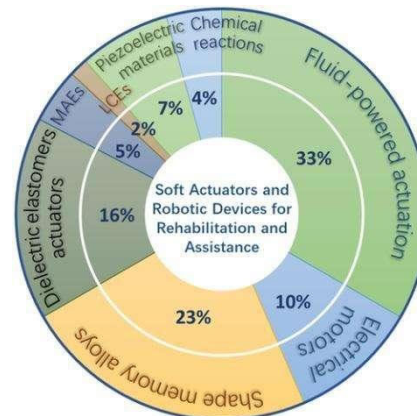 Soft Actuators and
Robotic Devices for
Rehabilitation and
Assistance
Fluid-powered actuation
33%
Electrical
motors
10%
Shape memory alloys
23%
Dielectric elastomers
actuators
16%
MAEs
5%
LCEs
2%
Piezoelectric
materials
7%
Chemical
reactions
4%